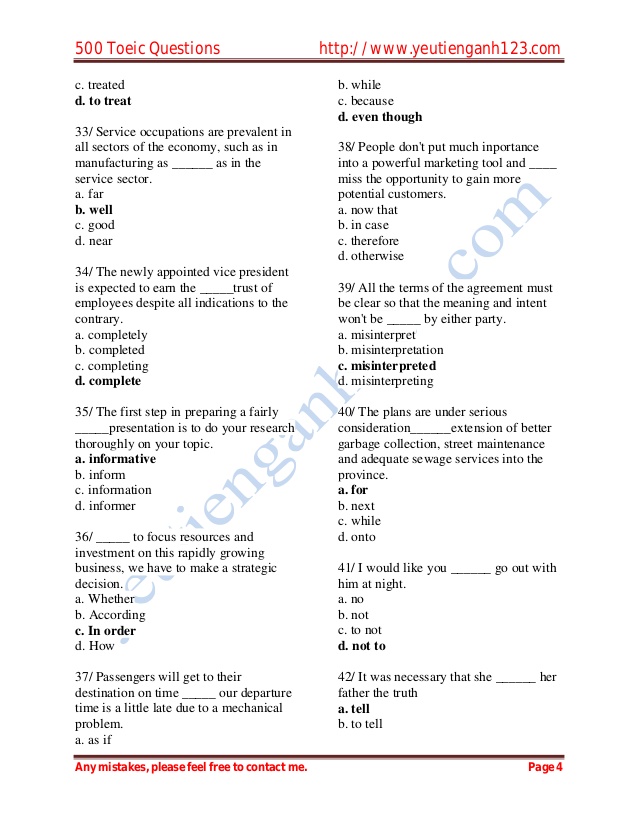 500 Toeic Questions http://www.yeutienganh123.com
c. treated
d. to treat
33/ Service occupations are prevalent in
all sectors of the economy, such as in
manufacturing as ______ as in the
service sector.
a. far
b. well
c. good
d. near
34/ The newly appointed vice president
is expected to earn the _____trust of
employees despite all indications to the
contrary.
a. completely
b. completed
c. completing
d. complete
35/ The first step in preparing a fairly
_____presentation is to do your research
thoroughly on your topic.
a. informative
b. inform
c. information
d. informer
36/ _____ to focus resources and
investment on this rapidly growing
business, we have to make a strategic
decision.
a. Whether
b. According
c. In order
d. How
37/ Passengers will get to their
destination on time _____ our departure
time is a little late due to a mechanical
problem.
a. as if
b. while
c. because
d. even though
38/ People don't put much inportance
into a powerful marketing tool and ____
miss the opportunity to gain more
potential customers.
a. now that
b. in case
c. therefore
d. otherwise
39/ All the terms of the agreement must
be clear so that the meaning and intent
won't be _____ by either party.
a. misinterpret
b. misinterpretation
c. misinterpreted
d. misinterpreting
40/ The plans are under serious
consideration______extension of better
garbage collection, street maintenance
and adequate sewage services into the
province.
a. for
b. next
c. while
d. onto
41/ I would like you ______ go out with
him at night.
a. no
b. not
c. to not
d. not to
42/ It was necessary that she ______ her
father the truth
a. tell
b. to tell
Any mistakes, please feel free to contact me. Page 4